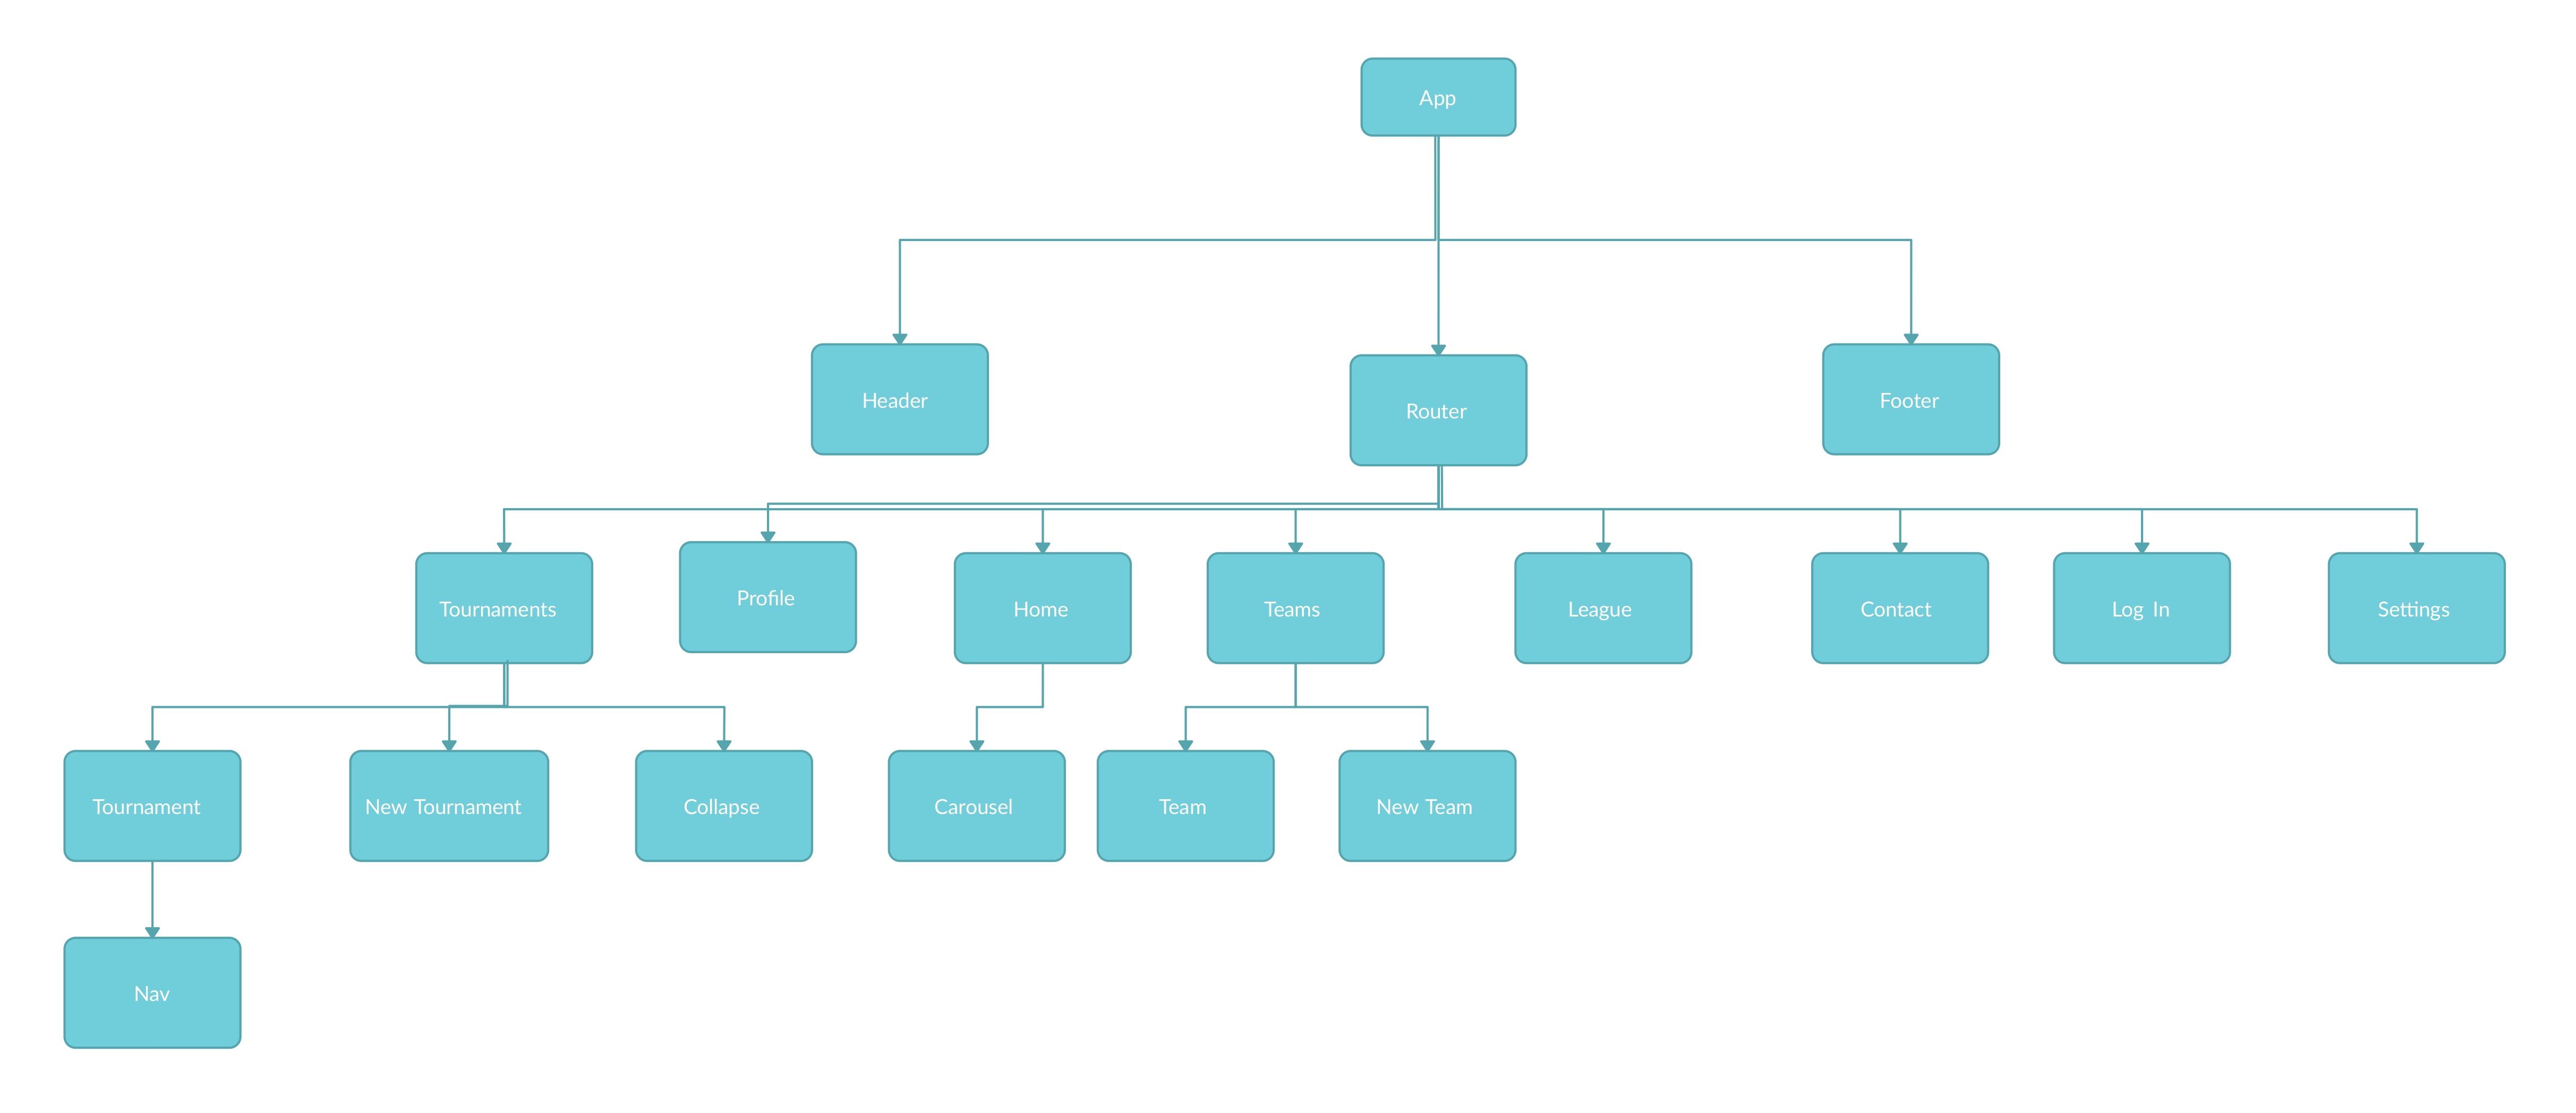 App
Header
Router
Footer
Tournaments
Profile
Home
Teams
League
Contact
Log In
Settings
Tournament
New Tournament
Collapse
Carousel
Team
New Team
Nav